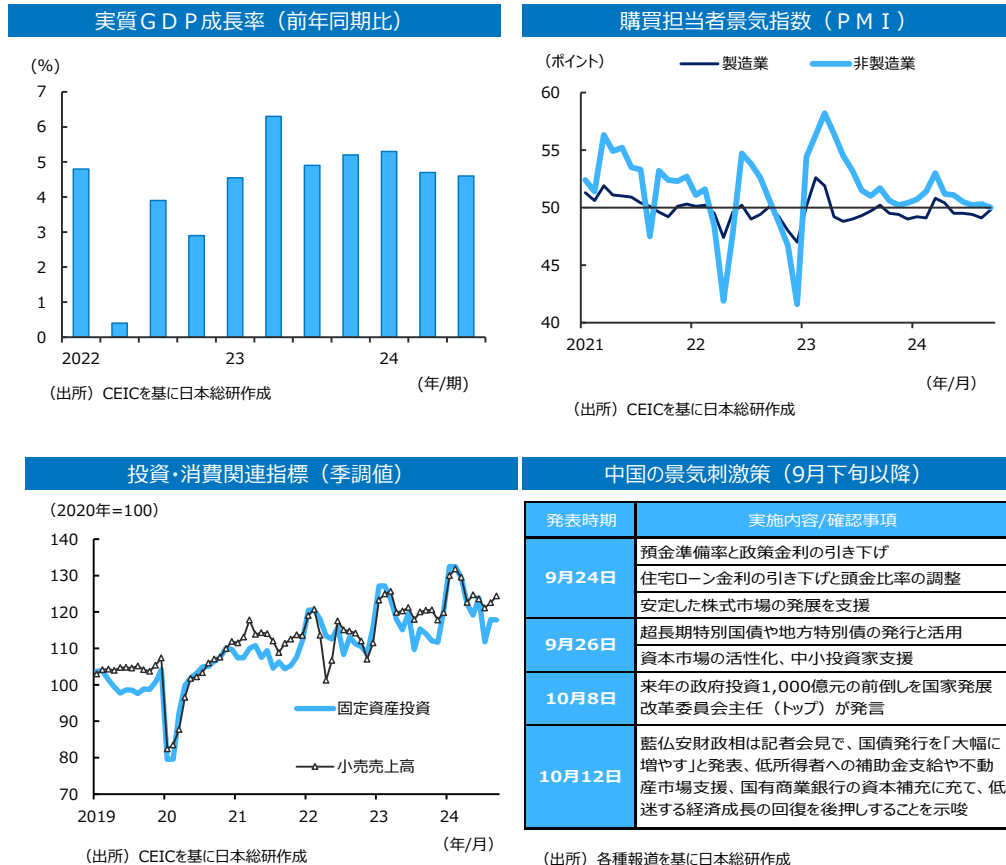 実質ＧＤＰ成長率（前年同期比）
(%)
7
6
5
4
3
2
1
0
2022 23 24
(年/期)
（出所）CEICを基に日本総研作成
購買担当者景気指数（ＰＭＩ）
(ポイント)
製造業 非製造業
60
55
50
45
40
2021 22 23 24
(年/月)
（出所）CEICを基に日本総研作成
投資・消費関連指標（季調値）
（2020年=100）
140
130
120
110
100
90
80
70
固定資産投資
小売売上高
2019 20 21 22 23 24
(年/月)
（出所）CEICを基に日本総研作成
中国の景気刺激策（9月下旬以降）
発表時期 実施内容/確認事項
9月24日
預金準備率と政策金利の引き下げ
住宅ローン金利の引き下げと頭金比率の調整
安定した株式市場の発展を支援
9月26日
超長期特別国債や地方特別債の発行と活用
資本市場の活性化、中小投資家支援
10月8日
来年の政府投資1,000億元の前倒しを国家発展
改革委員会主任（トップ）が発言
10月12日
藍仏安財政相は記者会見で、国債発行を「大幅に
増やす」と発表、低所得者への補助金支給や不動
産市場支援、国有商業銀行の資本補充に充て、低
迷する経済成長の回復を後押しすることを示唆
（出所）各種報道を基に日本総研作成